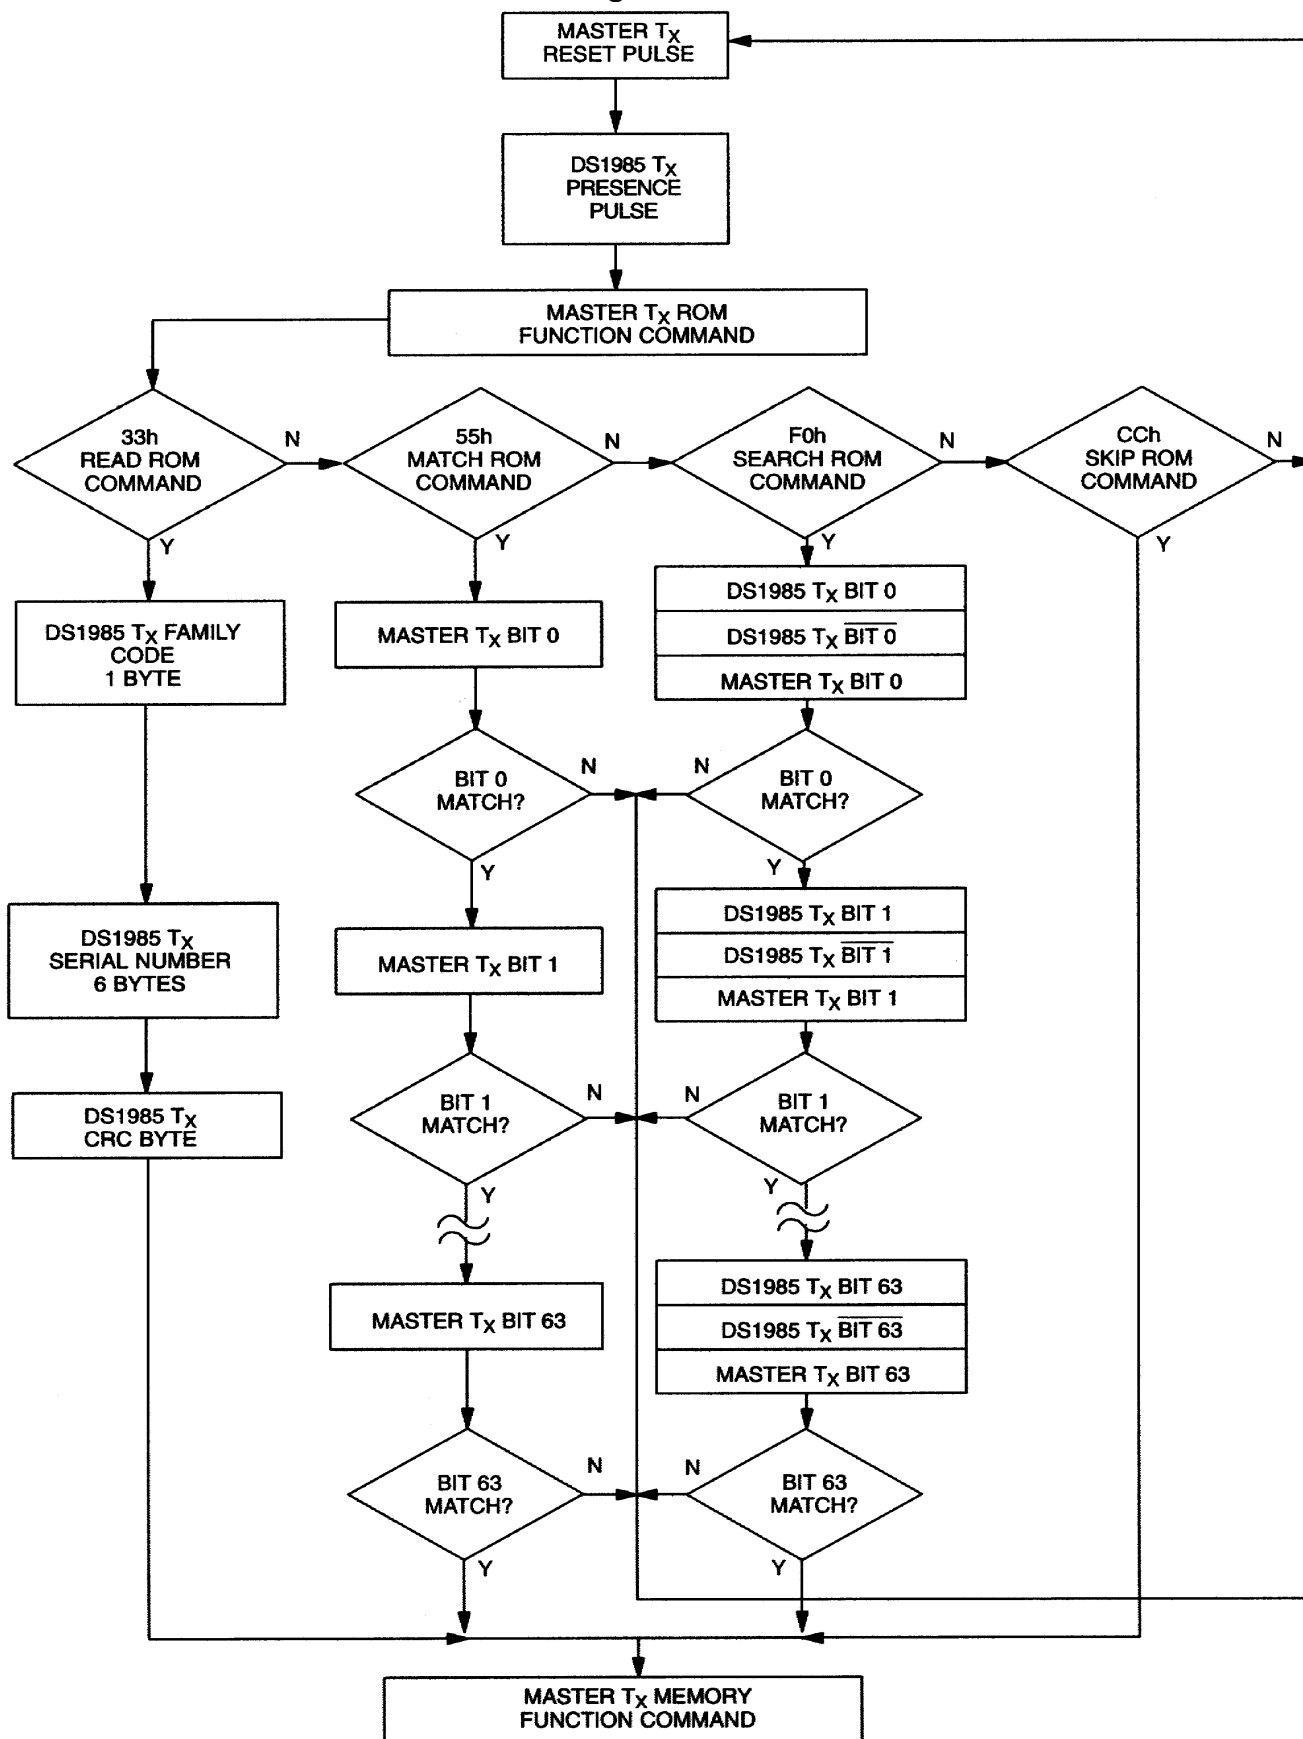 MASTER TX
RESET PULSE
DS1985 TX
PRESENCE
PULSE
MASTER TX ROM
FUNCTION COMMAND
33h
READ ROM
COMMAND
N
Y
55h
MATCH ROM
COMMAND
N
Y
F0h
SEARCH ROM
COMMAND
N
Y
CCh
SKIP ROM
COMMAND
N
Y
DS1985 TX FAMILY
CODE
1 BYTE
DS1985 TX
SERIAL NUMBER
6 BYTES
DS1985 TX
CRC BYTE
MASTER TX BIT 0
BIT 0
MATCH?
N
Y
MASTER TX BIT 1
BIT 1
MATCH?
N
Y
MASTER TX BIT 63
BIT 63
MATCH?
N
Y
DS1985 TX BIT 0
DS1985 TX B̅I̅T̅ ̅0̅
MASTER TX BIT 0
BIT 0
MATCH?
N
Y
DS1985 TX BIT 1
DS1985 TX B̅I̅T̅ ̅1̅
MASTER TX BIT 1
BIT 1
MATCH?
N
Y
DS1985 TX BIT 63
DS1985 TX B̅I̅T̅ ̅6̅3̅
MASTER TX BIT 63
BIT 63
MATCH?
N
Y
MASTER TX MEMORY
FUNCTION COMMAND